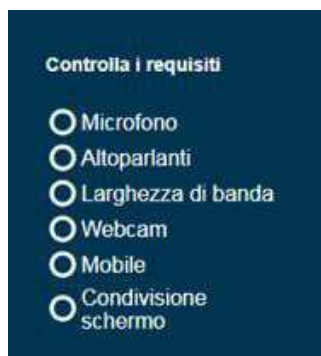 Controlla i requisiti
Microfono
Altoparlanti
Larghezza di banda
Webcam
Mobile
Condivisione
schermo